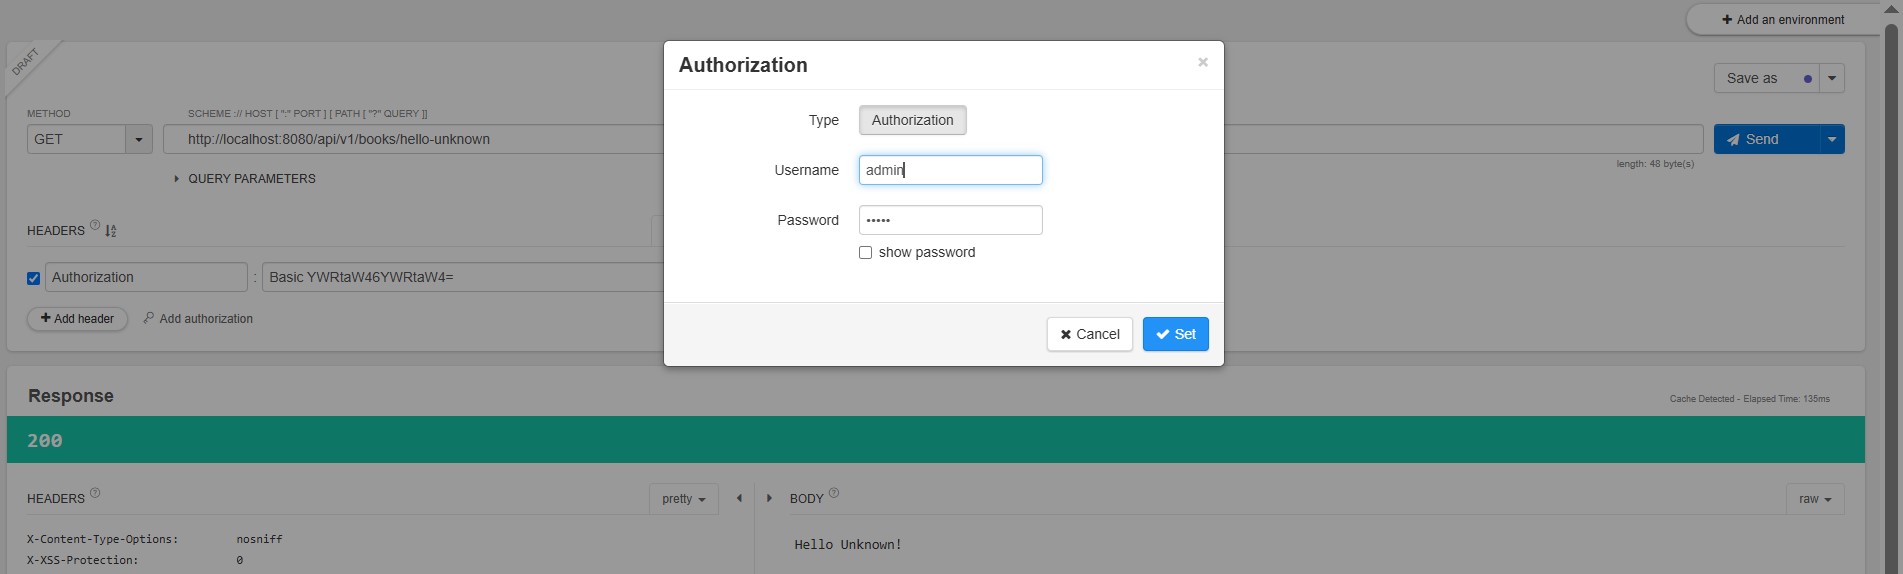 + Add an environment
DRAFT
Authorization ×
Save as
METHOD SCHEME :// HOST [ ":" PORT ] [ PATH [ "?" QUERY ]]
Type Authorization
GET http://localhost:8080/api/v1/books/hello-unknown
Send
length: 48 byte(s)
Username admin
QUERY PARAMETERS
Password •••••
HEADERS ? A Z
show password
Authorization : Basic YWRtaW46YWRtaW4=
+ Add header Add authorization
Cancel Set
Response
Cache Detected - Elapsed Time: 135ms
200
HEADERS ? pretty BODY ? raw
X-Content-Type-Options: nosniff
Hello Unknown!
X-XSS-Protection: 0